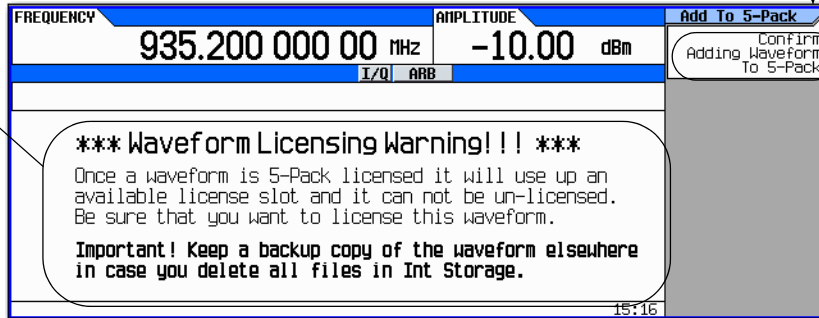 FREQUENCY
935.200 000 00 MHz
AMPLITUDE
-10.00 dBm
Add To 5-Pack
Confirm
Adding Waveform
To 5-Pack
I/Q ARB
*** Waveform Licensing Warning!!! ***
Once a waveform is 5-Pack licensed it will use up an
available license slot and it can not be un-licensed.
Be sure that you want to license this waveform.
Important! Keep a backup copy of the waveform elsewhere
in case you delete all files in Int Storage.
15:16